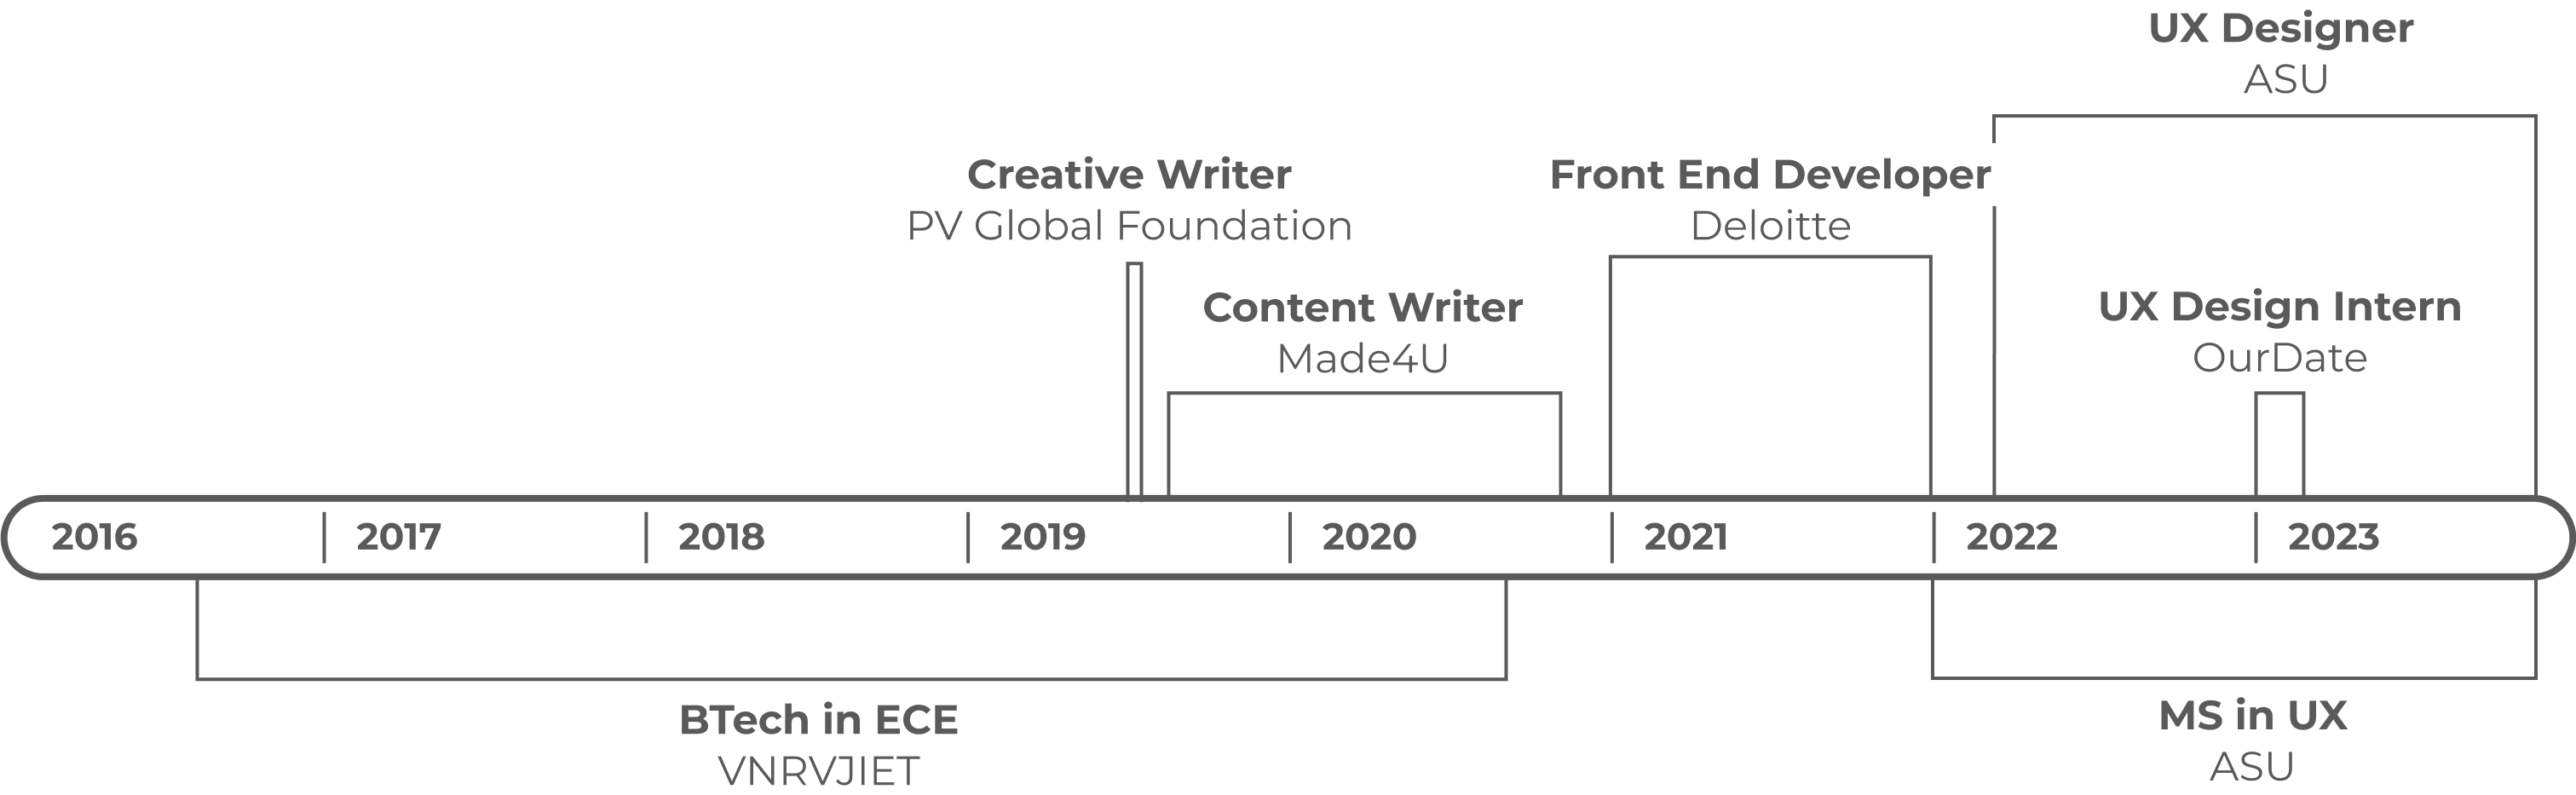 UX Designer
ASU
Creative Writer
PV Global Foundation
Front End Developer
Deloitte
Content Writer
Made4U
UX Design Intern
OurDate
2016 2017 2018 2019 2020 2021 2022 2023
BTech in ECE
VNRVJIET
MS in UX
ASU